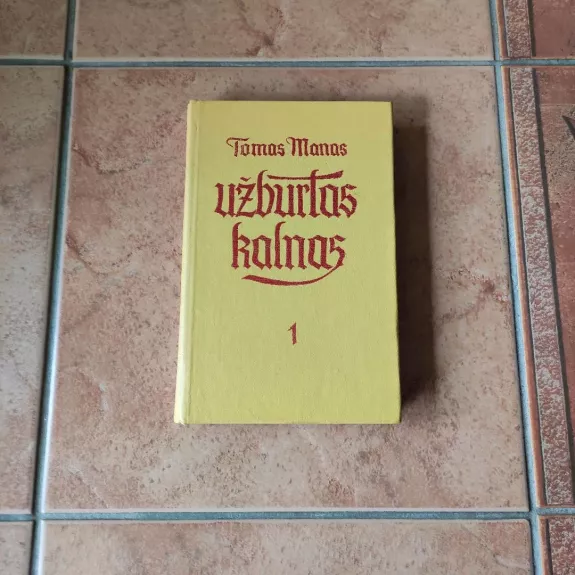 Tomas Manas
užburtas
kalnas
1